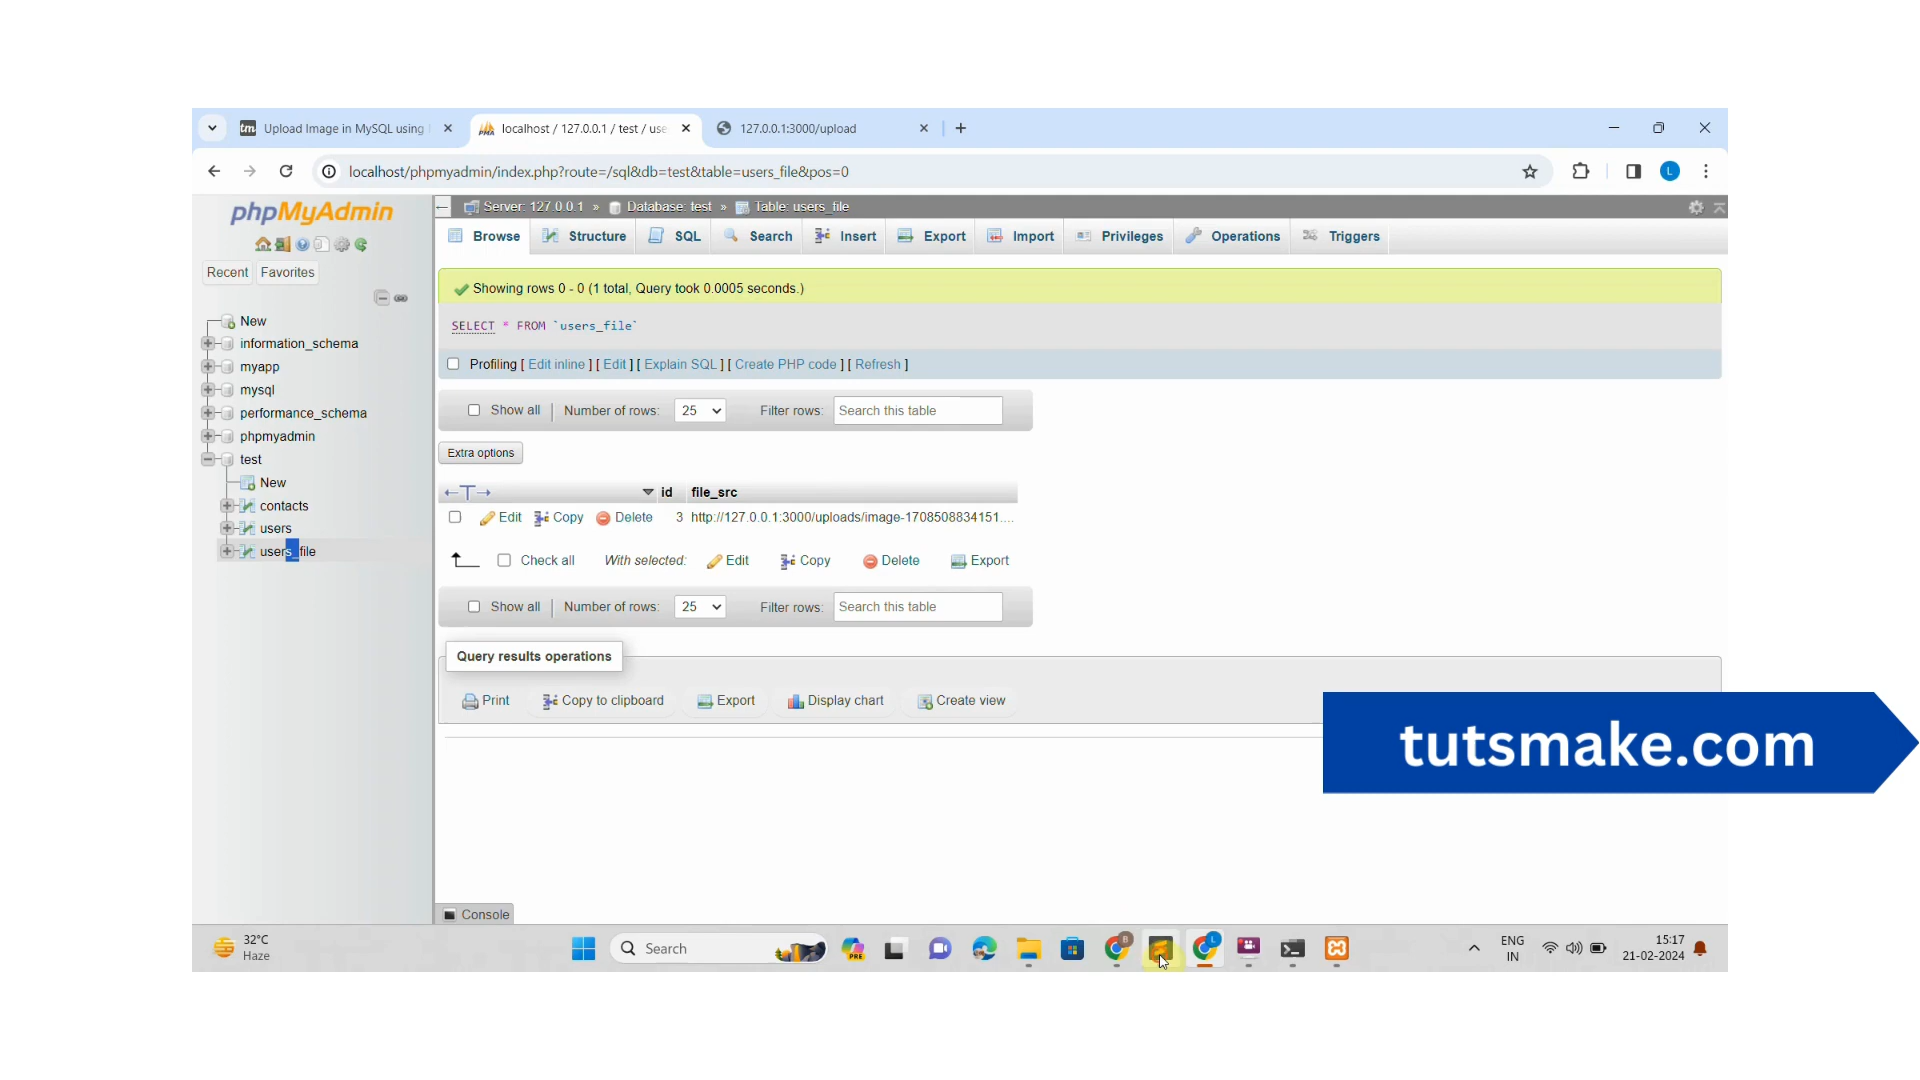 Upload Image in MySQL using
localhost / 127.0.0.1 / test / use
127.0.0.1:3000/upload
localhost/phpmyadmin/index.php?route=/sql&db=test&table=users_file&pos=0
phpMyAdmin
Server: 127.0.0.1 » Database: test » Table: users_file
Browse Structure SQL Search Insert Export Import Privileges Operations Triggers
Recent Favorites
New
information_schema
myapp
mysql
performance_schema
phpmyadmin
test
New
contacts
users
users_file
Showing rows 0 - 0 (1 total, Query took 0.0005 seconds.)
SELECT * FROM `users_file`
Profiling [ Edit inline ] [ Edit ] [ Explain SQL ] [ Create PHP code ] [ Refresh ]
Show all Number of rows: 25 Filter rows: Search this table
Extra options
id file_src
Edit Copy Delete 3 http://127.0.0.1:3000/uploads/image-1708508834151....
Check all With selected: Edit Copy Delete Export
Show all Number of rows: 25 Filter rows: Search this table
Query results operations
Print Copy to clipboard Export Display chart Create view
tutsmake.com
Console
32°C
Haze
Search
PRE
ENG
IN
15:17
21-02-2024